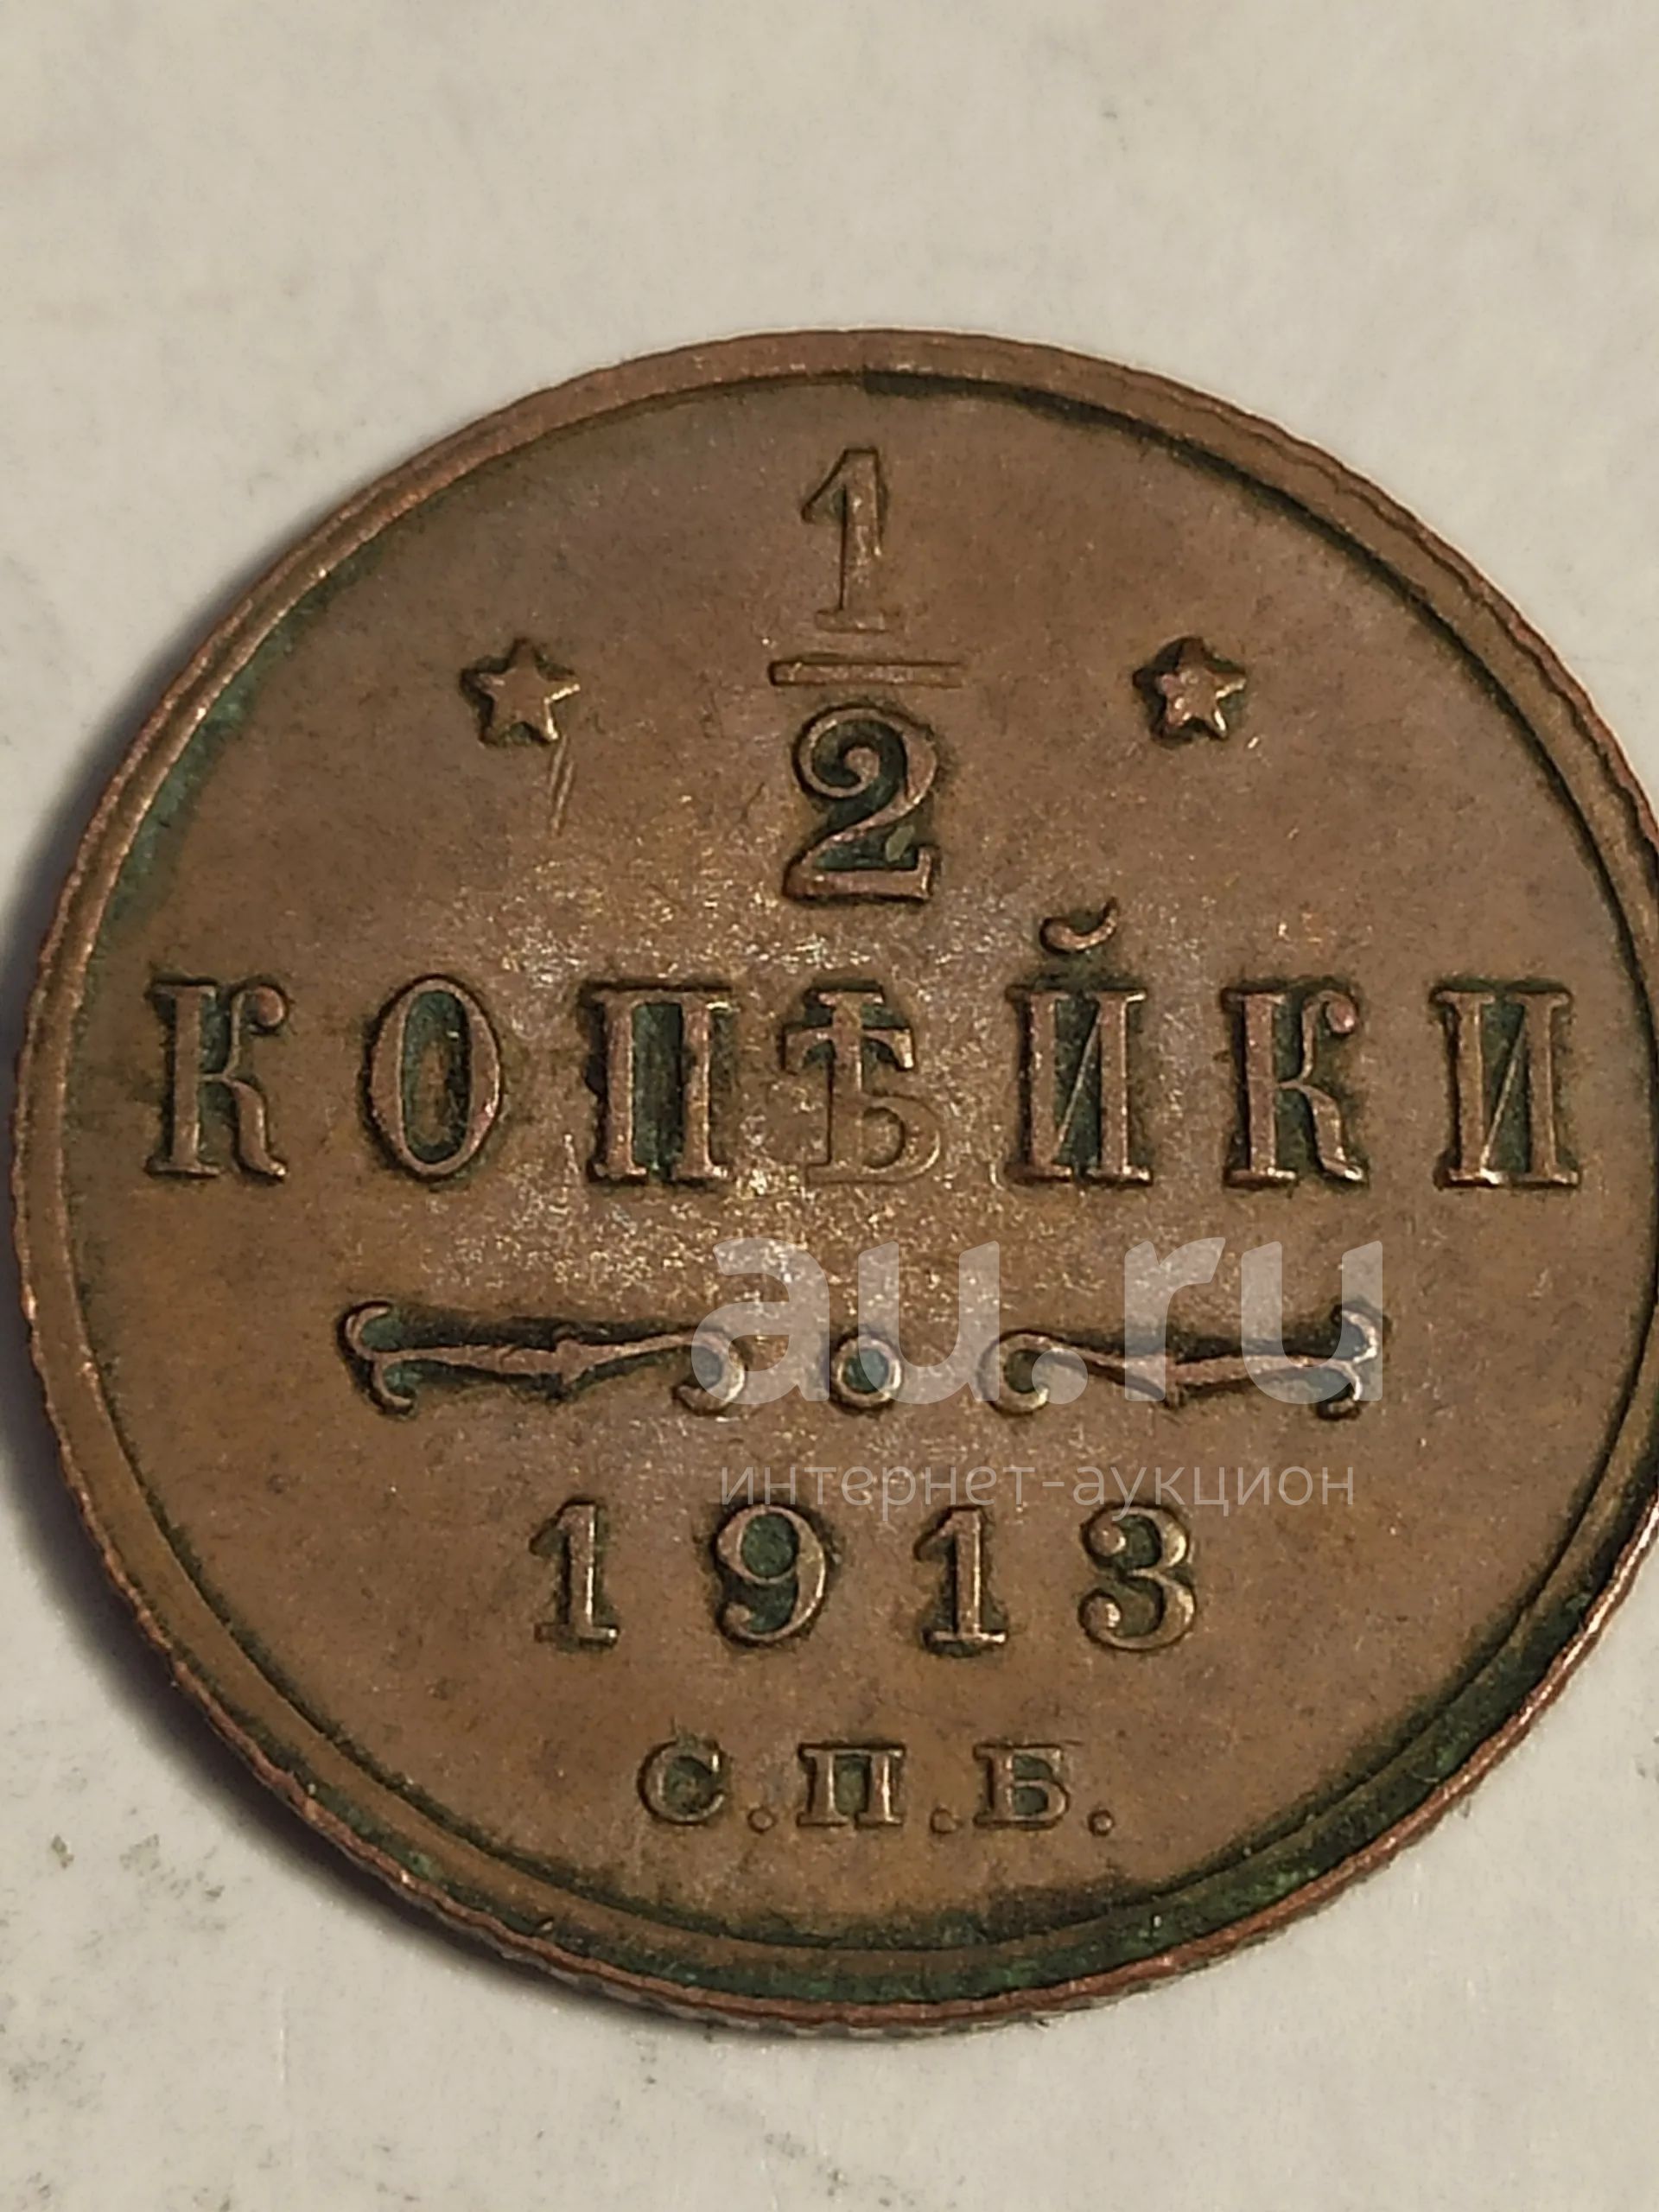 1
2
КОПѢЙКИ
au.ru
интернет-аукцион
1913
С.П.Б.